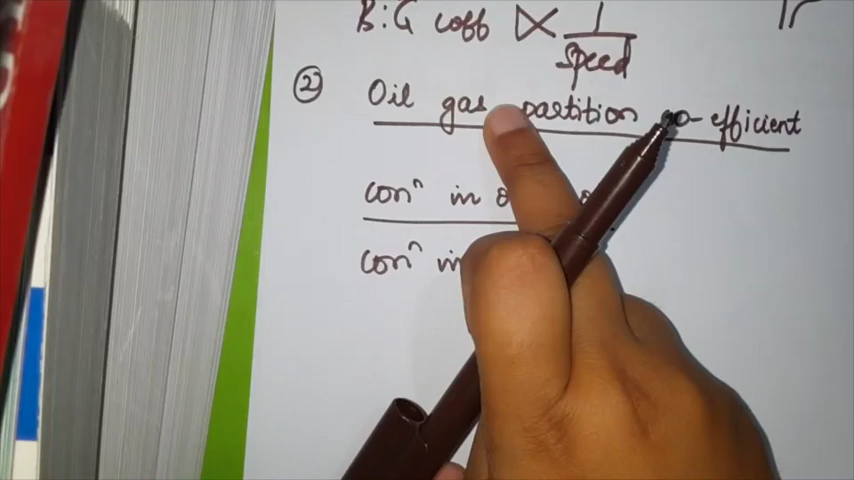 B:G coff ∝ 1
Speed
② Oil gas partition co-efficient
conⁿ in
conⁿ in